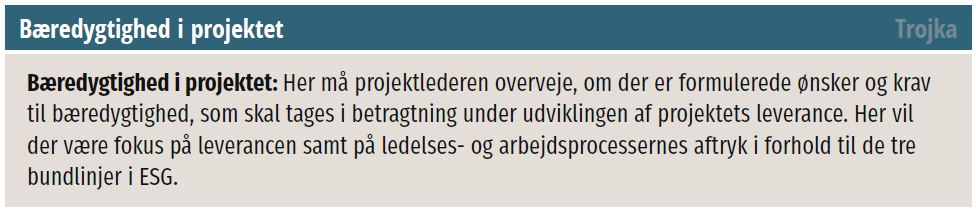 Bæredygtighed i projektet Trojka
Bæredygtighed i projektet: Her må projektlederen overveje, om der er formulerede ønsker og krav
til bæredygtighed, som skal tages i betragtning under udviklingen af projektets leverance. Her vil
der være fokus på leverancen samt på ledelses- og arbejdsprocessernes aftryk i forhold til de tre
bundlinjer i ESG.